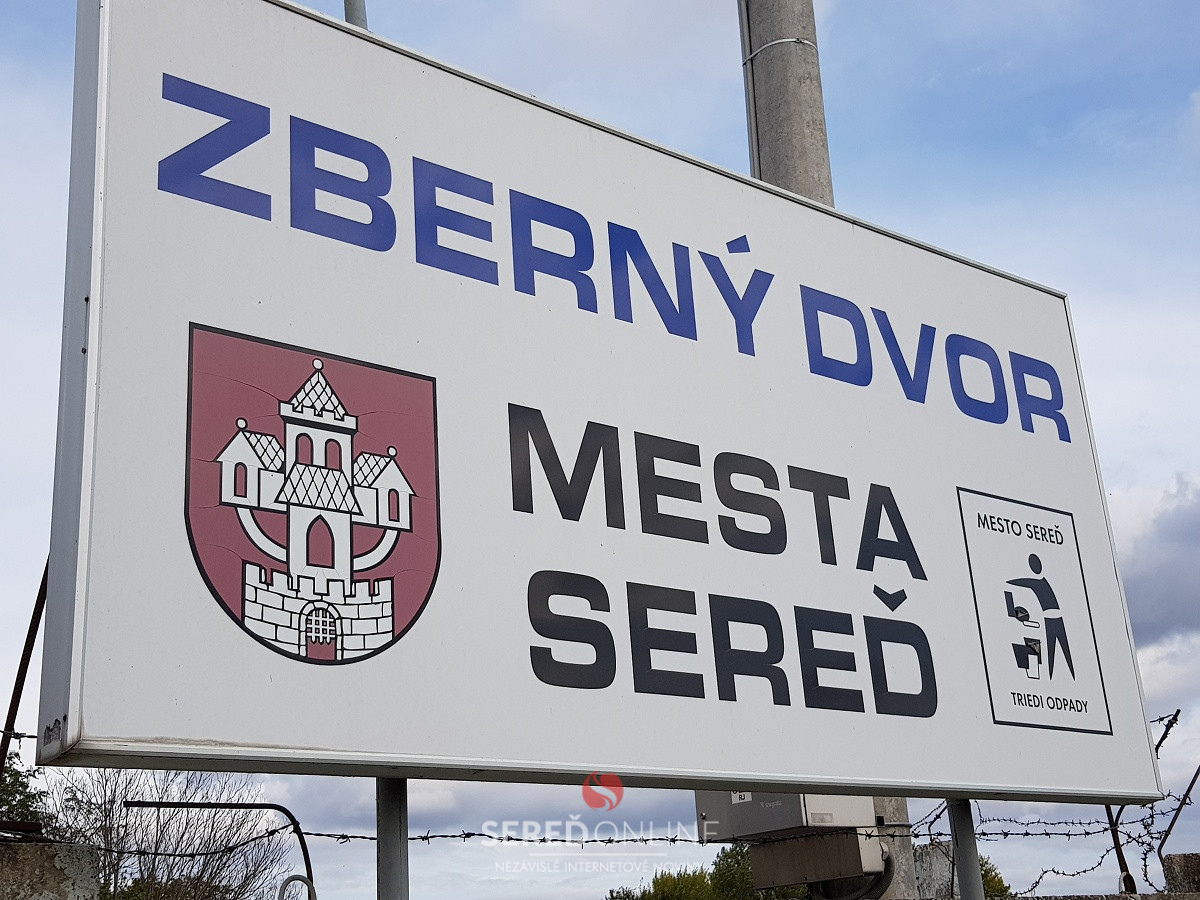 ZBERNÝ DVOR
MESTA
SEREĎ
MESTO SEREĎ
TRIEDI ODPADY
SEREĎONLINE
NEZÁVISLÉ INTERNETOVÉ NOVINY